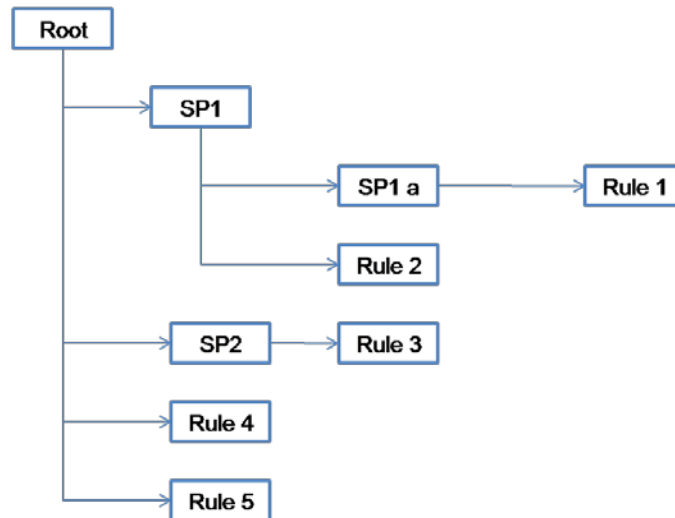 Root
SP1
SP1 a
Rule 1
Rule 2
SP2
Rule 3
Rule 4
Rule 5